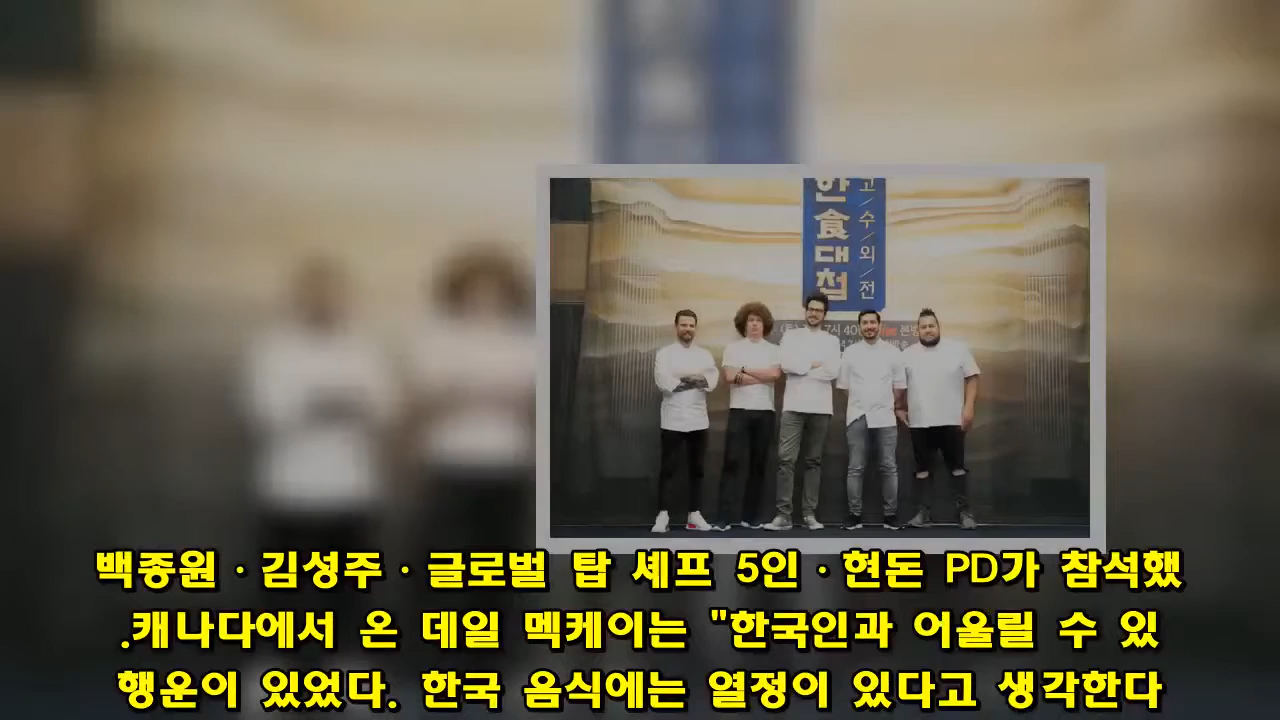 고/수/외/전
한食대첩
7시 40
백종원·김성주·글로벌 탑 셰프 5인·현돈 PD가 참석했
.캐나다에서 온 데일 멕케이는 "한국인과 어울릴 수 있
행운이 있었다. 한국 음식에는 열정이 있다고 생각한다